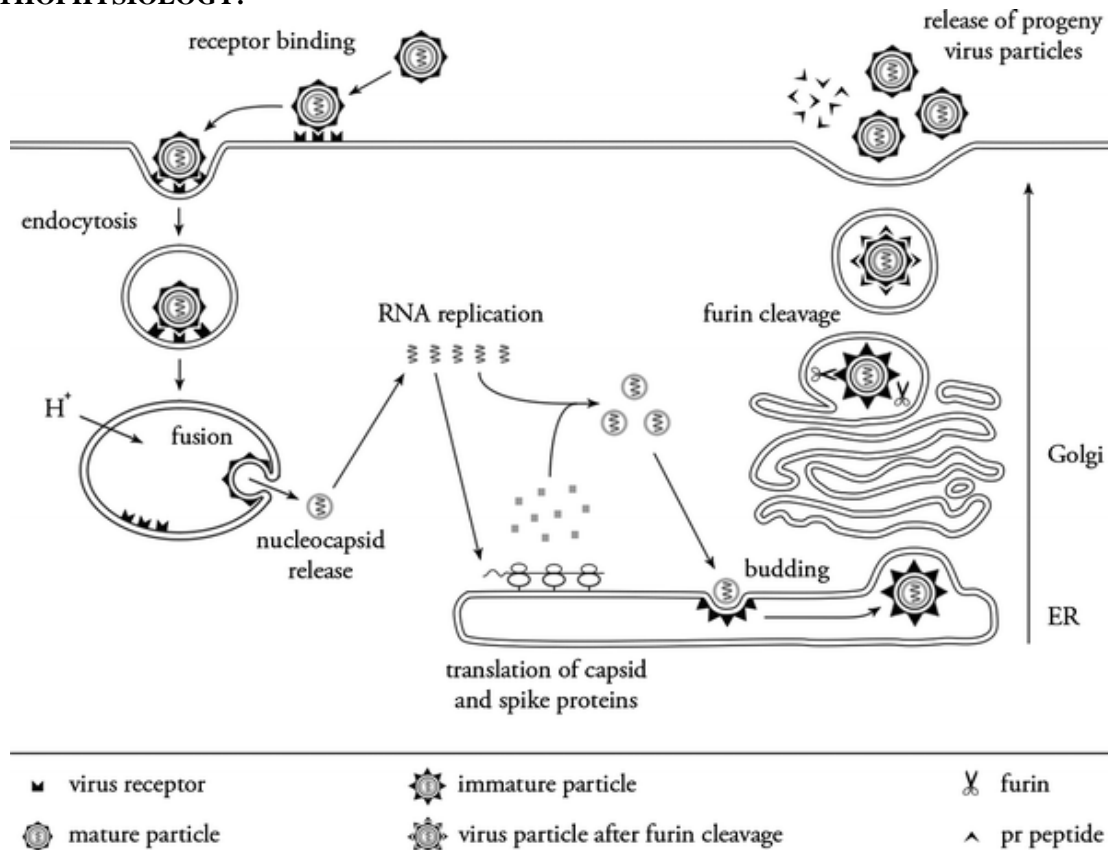 THOPHYSIOLOGY:
receptor binding
release of progeny
virus particles
endocytosis
RNA replication
furin cleavage
H⁺
fusion
Golgi
nucleocapsid
release
budding
ER
translation of capsid
and spike proteins
virus receptor
immature particle
furin
mature particle
virus particle after furin cleavage
pr peptide